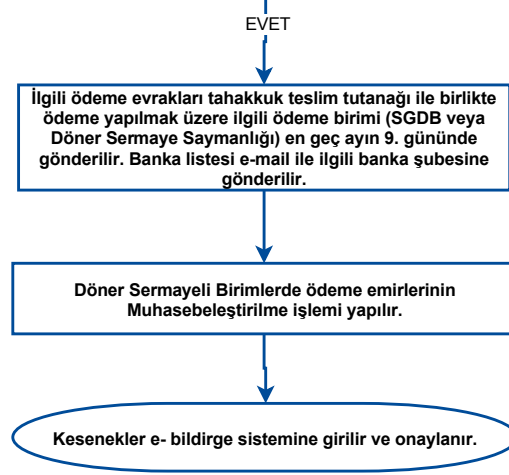 EVET
İlgili ödeme evrakları tahakkuk teslim tutanağı ile birlikte
ödeme yapılmak üzere ilgili ödeme birimi (SGDB veya
Döner Sermaye Saymanlığı) en geç ayın 9. gününde
gönderilir. Banka listesi e-mail ile ilgili banka şubesine
gönderilir.
Döner Sermayeli Birimlerde ödeme emirlerinin
Muhasebeleştirilme işlemi yapılır.
Kesenekler e- bildirge sistemine girilir ve onaylanır.